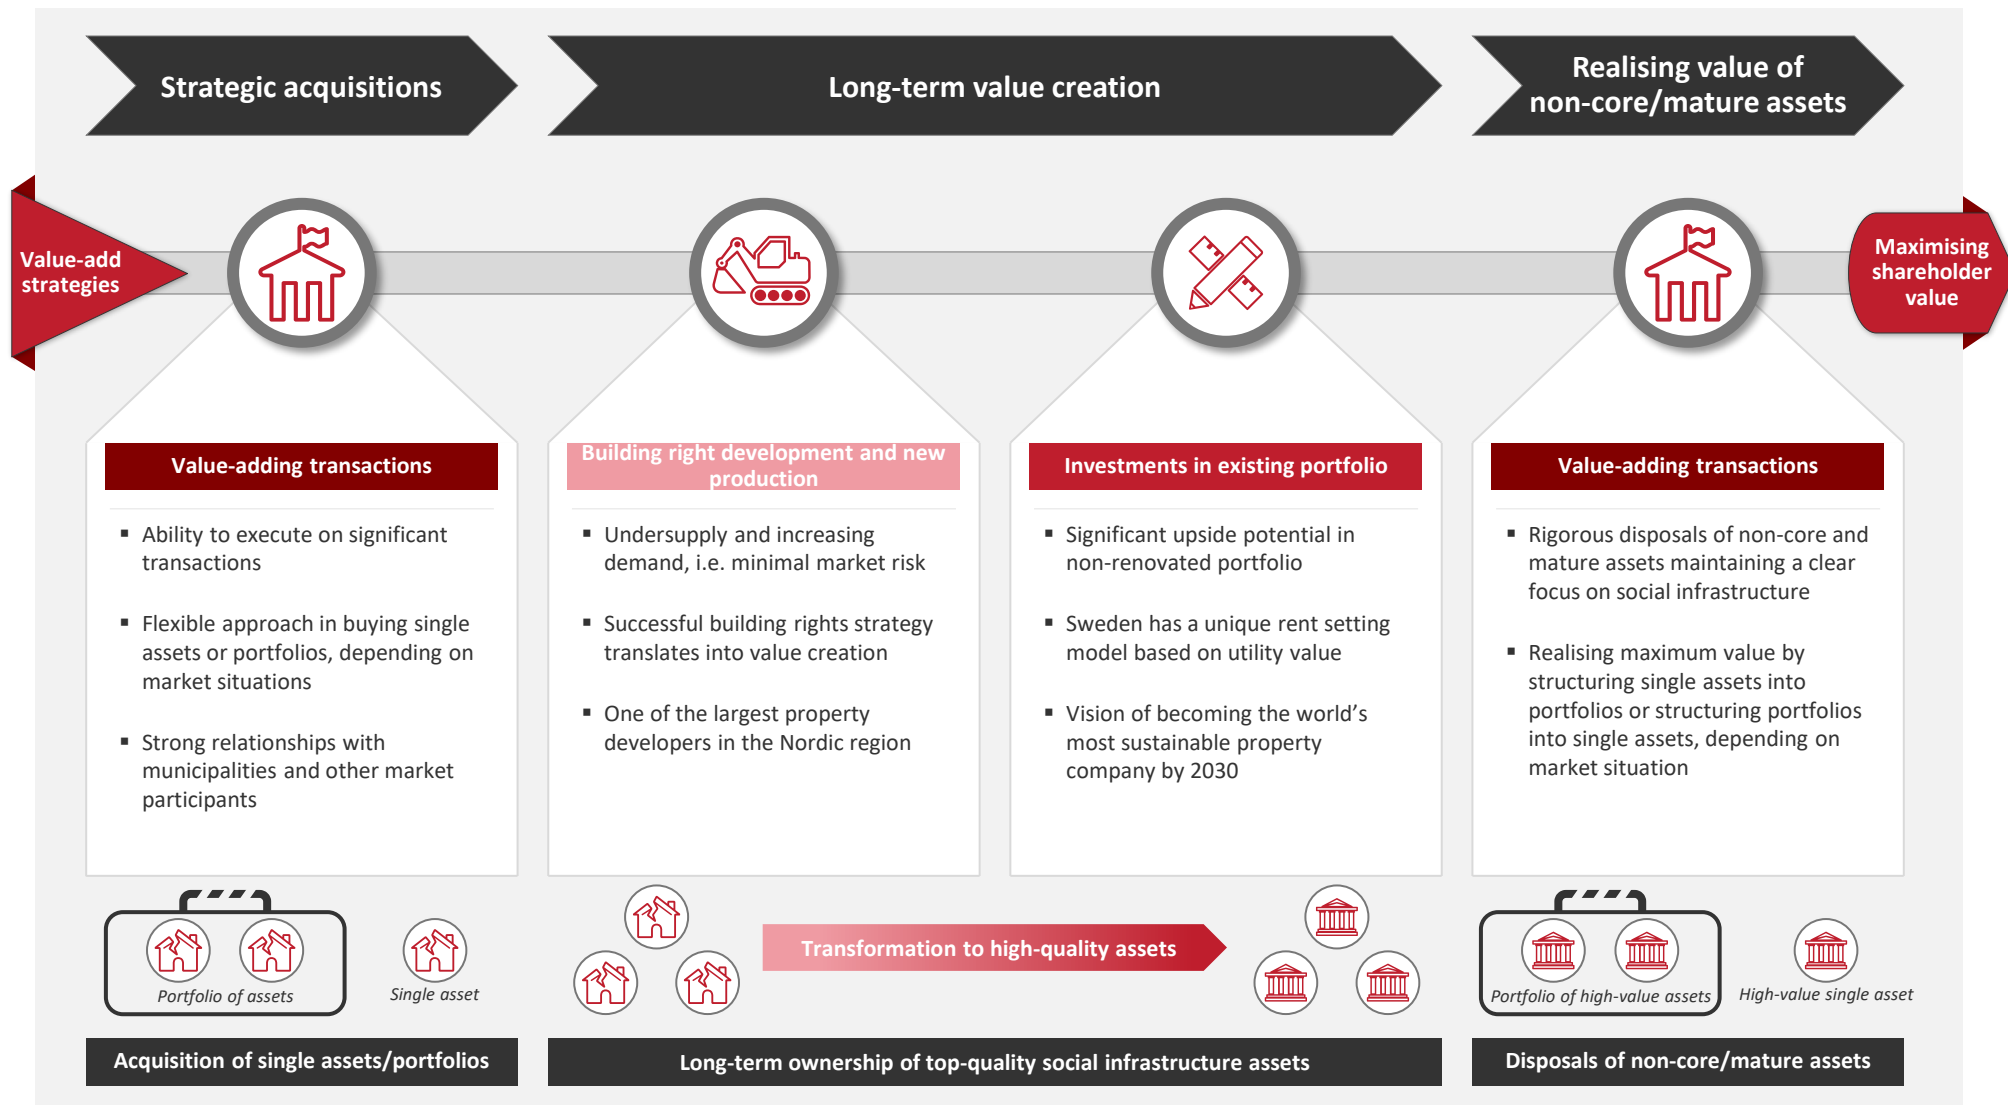 Strategic acquisitions
Long-term value creation
Realising value of
non-core/mature assets
Value-add
strategies
Maximising
shareholder
value
Value-adding transactions
▪ Ability to execute on significant
transactions
▪ Flexible approach in buying single
assets or portfolios, depending on
market situations
▪ Strong relationships with
municipalities and other market
participants
Building right development and new
production
▪ Undersupply and increasing
demand, i.e. minimal market risk
▪ Successful building rights strategy
translates into value creation
▪ One of the largest property
developers in the Nordic region
Investments in existing portfolio
▪ Significant upside potential in
non-renovated portfolio
▪ Sweden has a unique rent setting
model based on utility value
▪ Vision of becoming the world’s
most sustainable property
company by 2030
Value-adding transactions
▪ Rigorous disposals of non-core and
mature assets maintaining a clear
focus on social infrastructure
▪ Realising maximum value by
structuring single assets into
portfolios or structuring portfolios
into single assets, depending on
market situation
Portfolio of assets
Single asset
Transformation to high-quality assets
Portfolio of high-value assets
High-value single asset
Acquisition of single assets/portfolios
Long-term ownership of top-quality social infrastructure assets
Disposals of non-core/mature assets